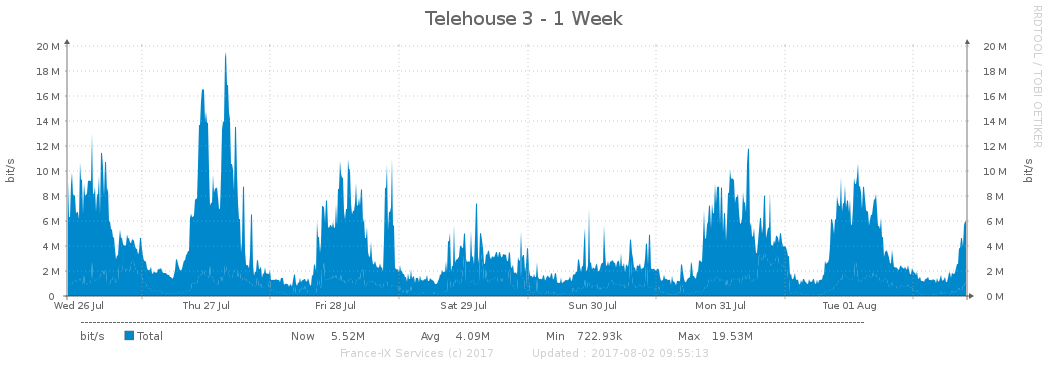 Telehouse 3 - 1 Week
RRDTOOL / TOBI OETIKER
20 M 20 M
18 M 18 M
16 M 16 M
14 M 14 M
12 M 12 M
10 M 10 M
8 M 8 M
6 M 6 M
4 M 4 M
2 M 2 M
0 0 M
bit/s bit/s
Wed 26 Jul Thu 27 Jul Fri 28 Jul Sat 29 Jul Sun 30 Jul Mon 31 Jul Tue 01 Aug
bit/s Total Now 5.52M Avg 4.09M Min 722.93k Max 19.53M
France-IX Services (c) 2017 Updated : 2017-08-02 09:55:13